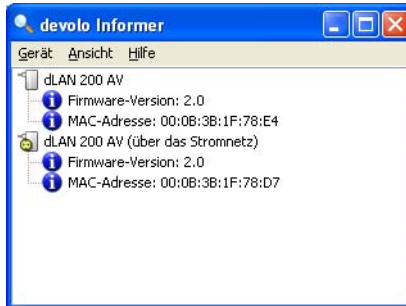 devolo Informer
Gerät Ansicht Hilfe
dLAN 200 AV
Firmware-Version: 2.0
MAC-Adresse: 00:0B:3B:1F:78:E4
dLAN 200 AV (über das Stromnetz)
Firmware-Version: 2.0
MAC-Adresse: 00:0B:3B:1F:78:D7